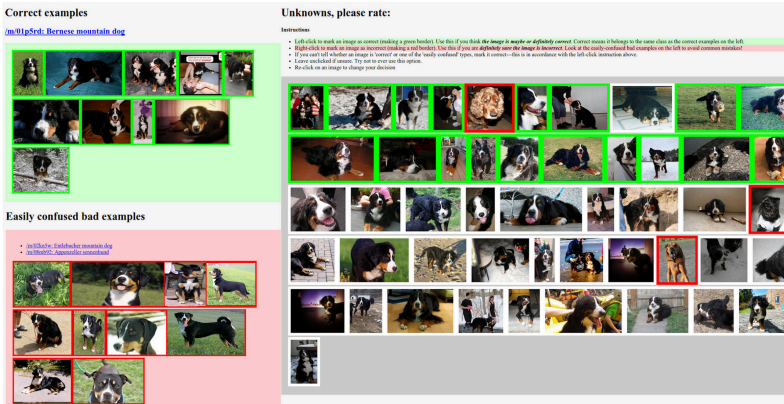 Correct examples
/m/01p5rd: Bernese mountain dog
Easily confused bad examples
/m/02kn5w: Entlebucher mountain dog
/m/08mb92: Appenzeller sennenhund
Unknowns, please rate:
Instructions
Left-click to mark an image as correct (making a green border). Use this if you think the image is maybe or definitely correct. Correct means it belongs to the same class as the correct examples on the left.
Right-click to mark an image as incorrect (making a red border). Use this if you are definitely sure the image is incorrect. Look at the easily-confused bad examples on the left to avoid common mistakes!
If you can't tell whether an image is 'correct' or one of the 'easily confused' types, mark it correct—this is in accordance with the left-click instruction above.
Leave unclicked if unsure. Try not to ever use this option.
Re-click on an image to change your decision